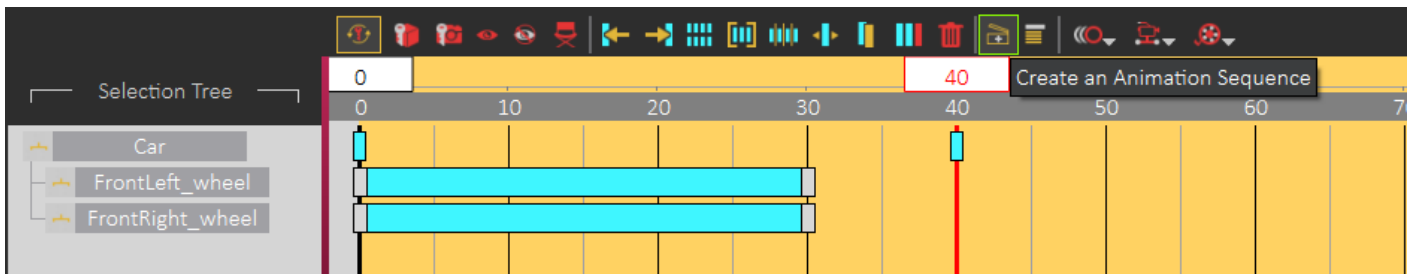 0
40
Create an Animation Sequence
Selection Tree
0 10 20 30 40 50 60
Car
FrontLeft_wheel
FrontRight_wheel